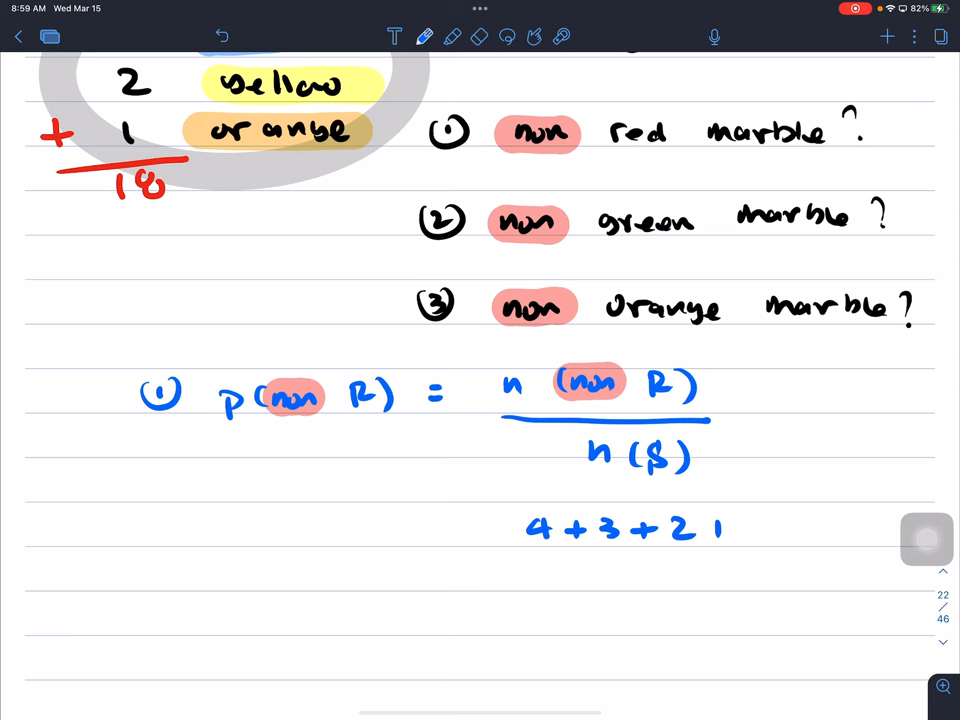 8:59 AM Wed Mar 15
82%
T
2 yellow
+ 1 orange
18
① non red marble?
② non green marble?
③ non orange marble?
① P(non R) = n (non R)
n (S)
4 + 3 + 2 1
22
/
46